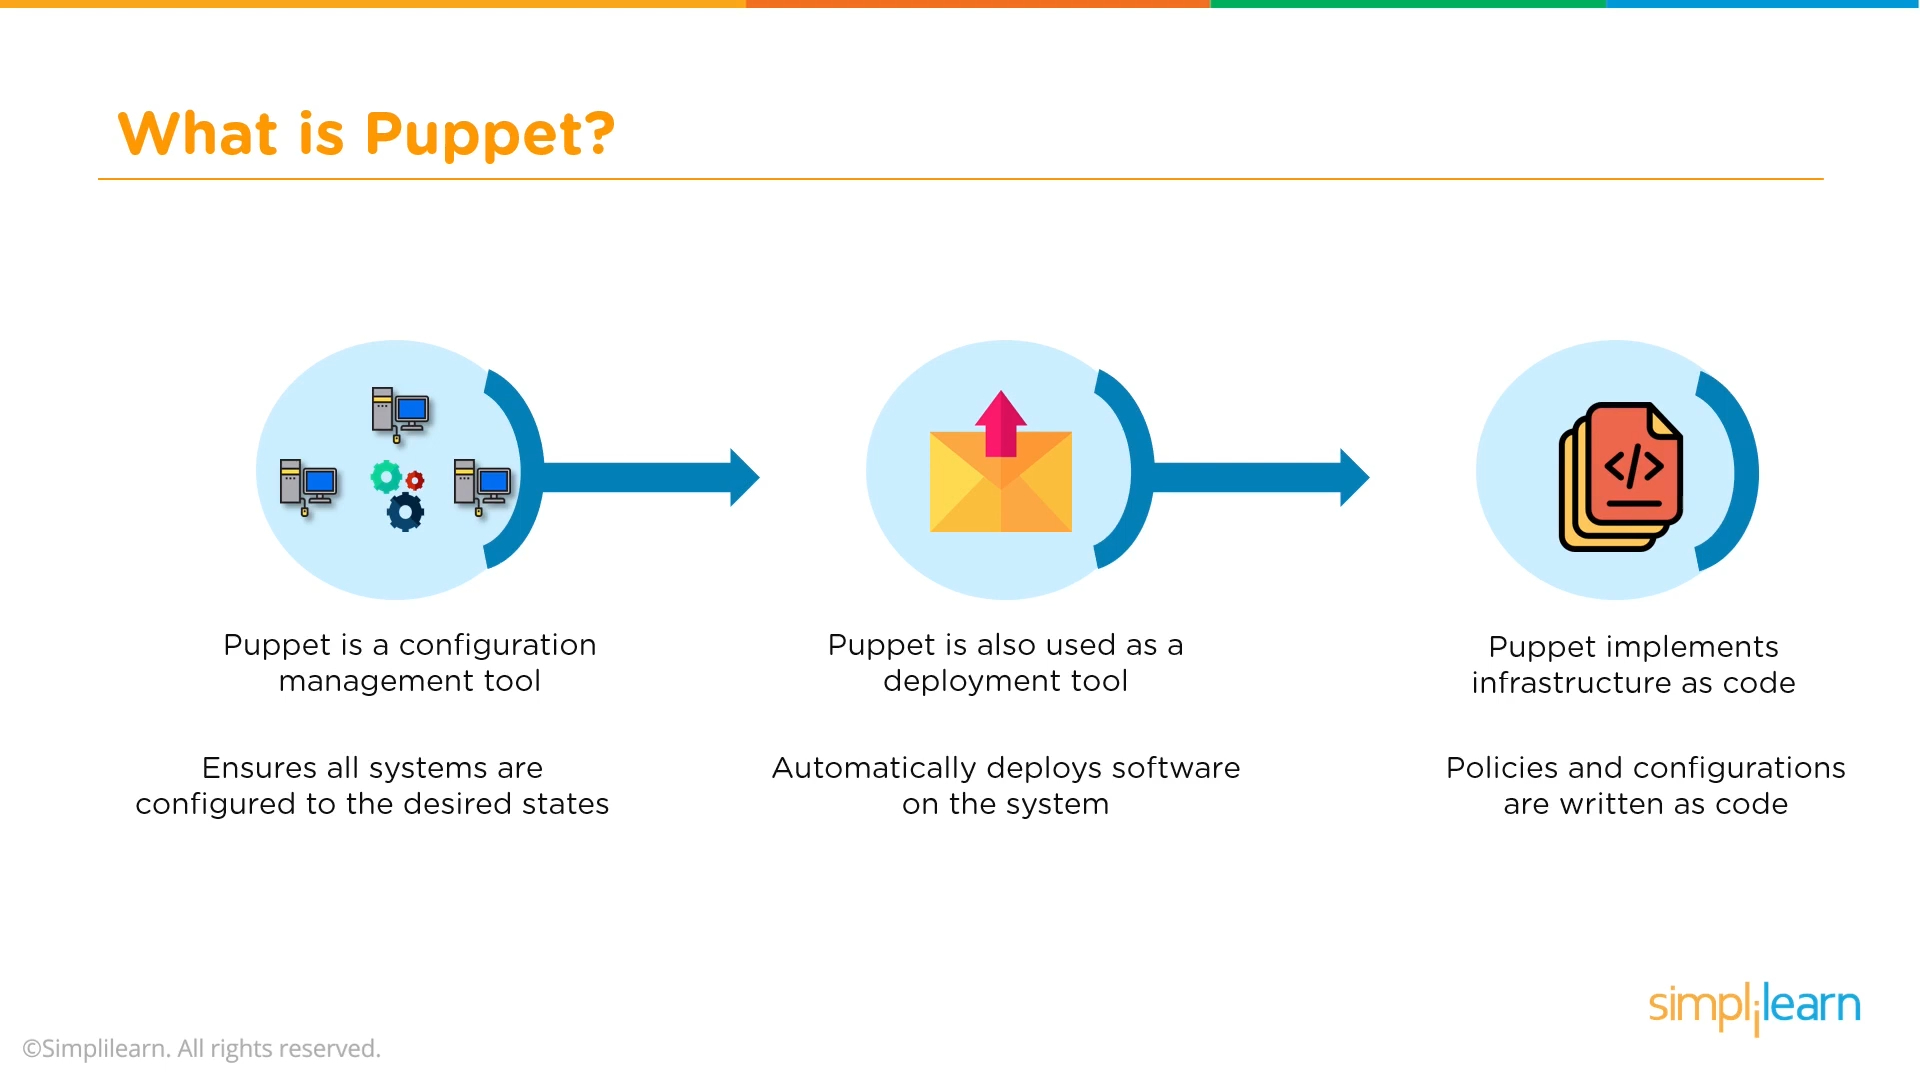 What is Puppet?
Puppet is a configuration
management tool
Ensures all systems are
configured to the desired states
Puppet is also used as a
deployment tool
Automatically deploys software
on the system
Puppet implements
infrastructure as code
Policies and configurations
are written as code
simplilearn
©Simplilearn. All rights reserved.